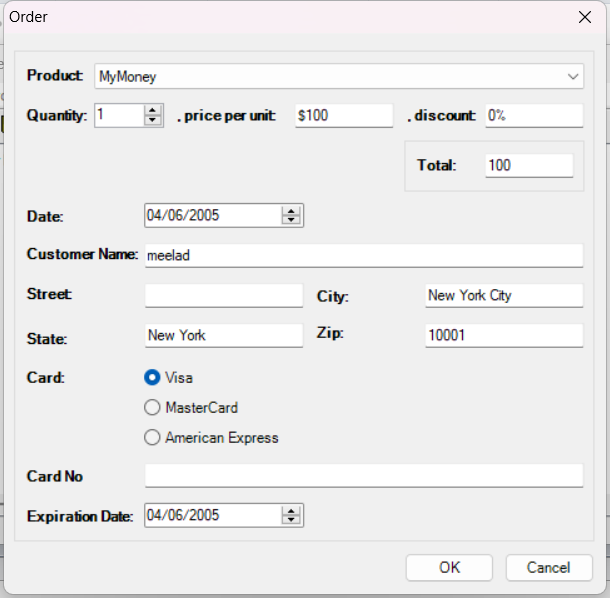 Order
Product: MyMoney
Quantity: 1 , price per unit: $100 , discount: 0%
Total: 100
Date: 04/06/2005
Customer Name: meelad
Street: City: New York City
State: New York Zip: 10001
Card: Visa
MasterCard
American Express
Card No
Expiration Date: 04/06/2005
OK Cancel